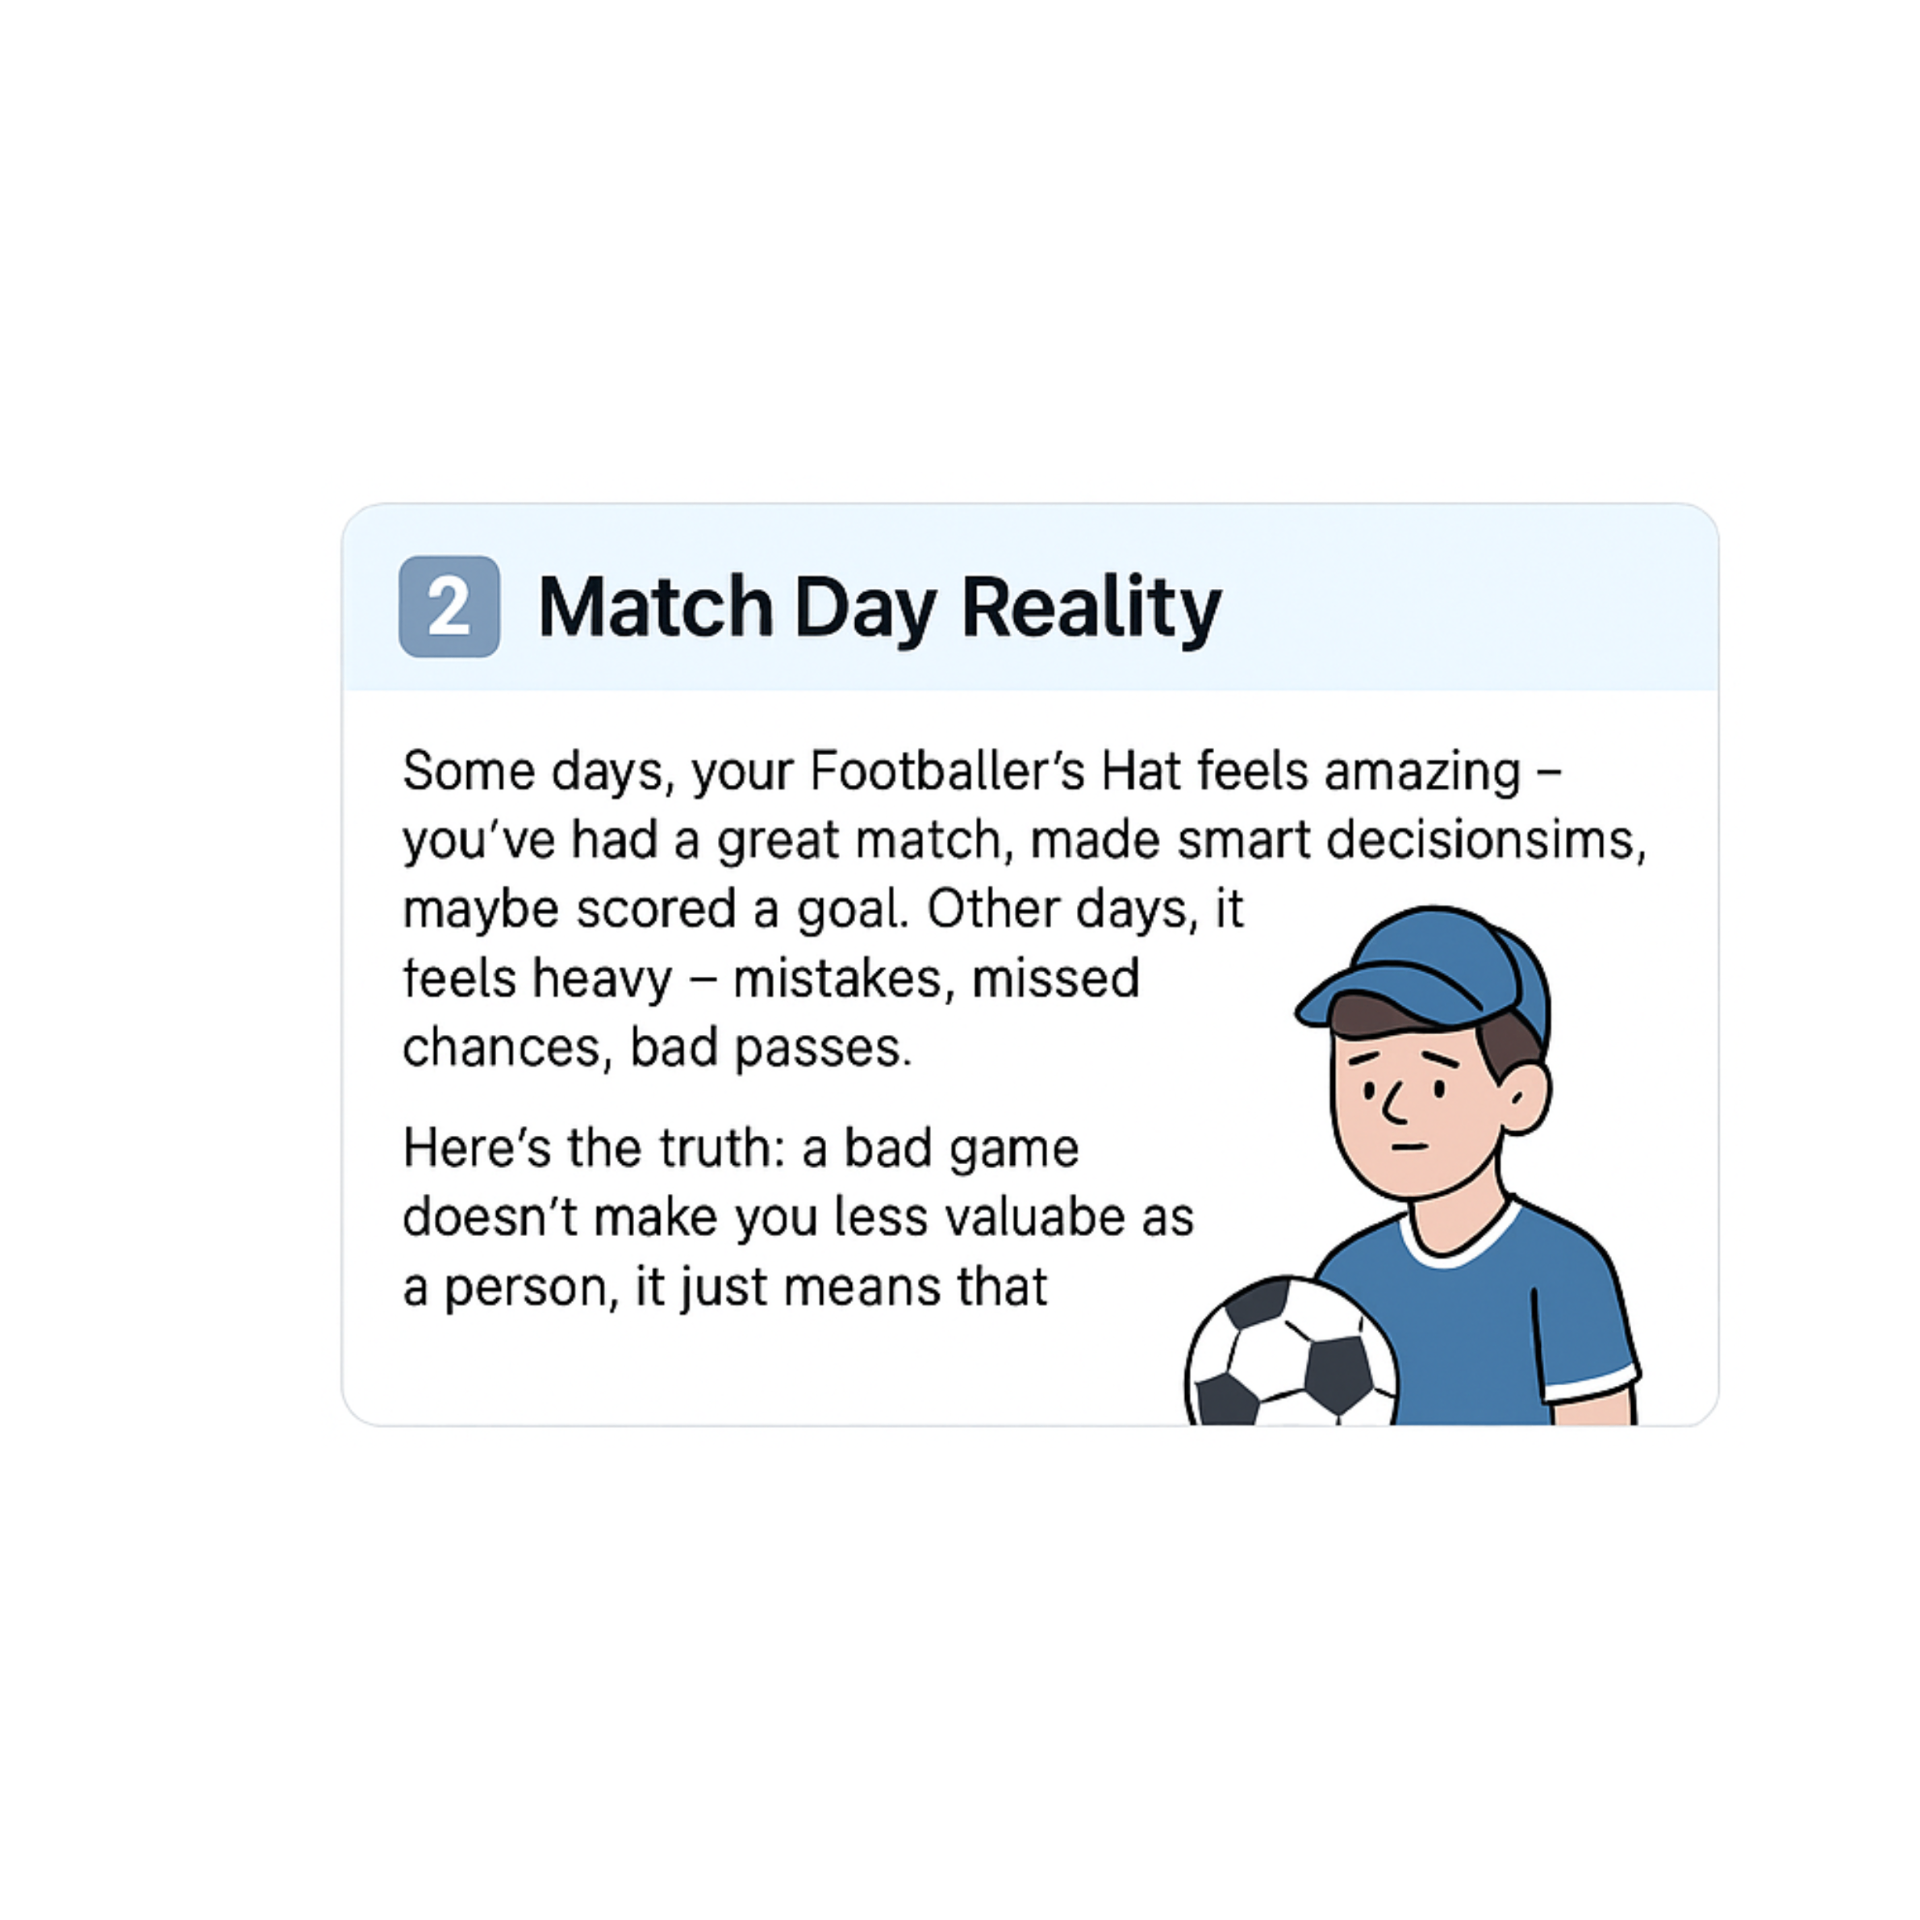 2 Match Day Reality
Some days, your Footballer’s Hat feels amazing –
you’ve had a great match, made smart decisionsims,
maybe scored a goal. Other days, it
feels heavy – mistakes, missed
chances, bad passes.
Here’s the truth: a bad game
doesn’t make you less valuabe as
a person, it just means that